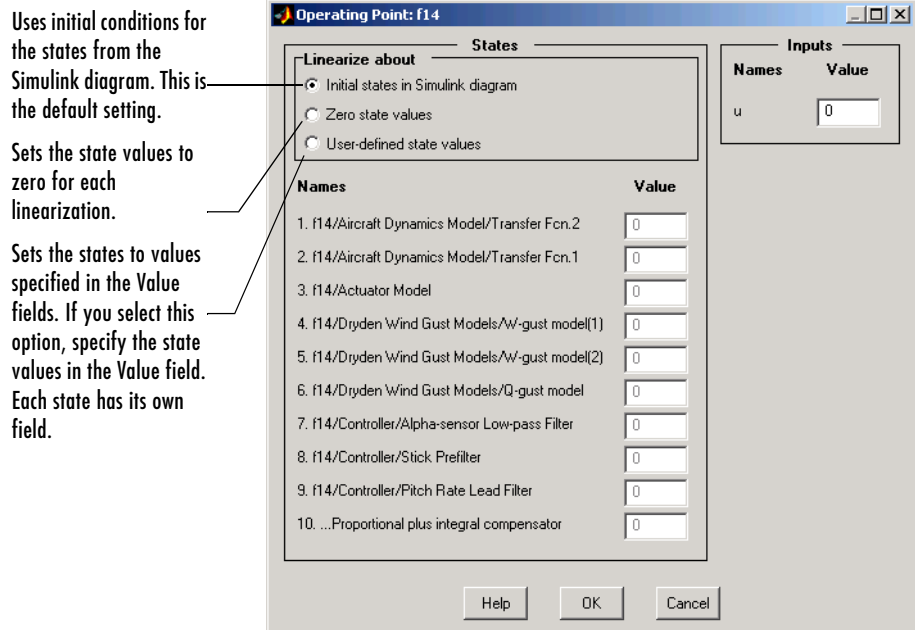 Uses initial conditions for
the states from the
Simulink diagram. This is
the default setting.
Sets the state values to
zero for each
linearization.
Sets the states to values
specified in the Value
fields. If you select this
option, specify the state
values in the Value field.
Each state has its own
field.
Operating Point: f14
States
Linearize about
Initial states in Simulink diagram
Zero state values
User-defined state values
Names Value
1. f14/Aircraft Dynamics Model/Transfer Fcn.2 0
2. f14/Aircraft Dynamics Model/Transfer Fcn.1 0
3. f14/Actuator Model 0
4. f14/Dryden Wind Gust Models/W-gust model(1) 0
5. f14/Dryden Wind Gust Models/W-gust model(2) 0
6. f14/Dryden Wind Gust Models/Q-gust model 0
7. f14/Controller/Alpha-sensor Low-pass Filter 0
8. f14/Controller/Stick Prefilter 0
9. f14/Controller/Pitch Rate Lead Filter 0
10. ...Proportional plus integral compensator 0
Inputs
Names Value
u 0
Help OK Cancel